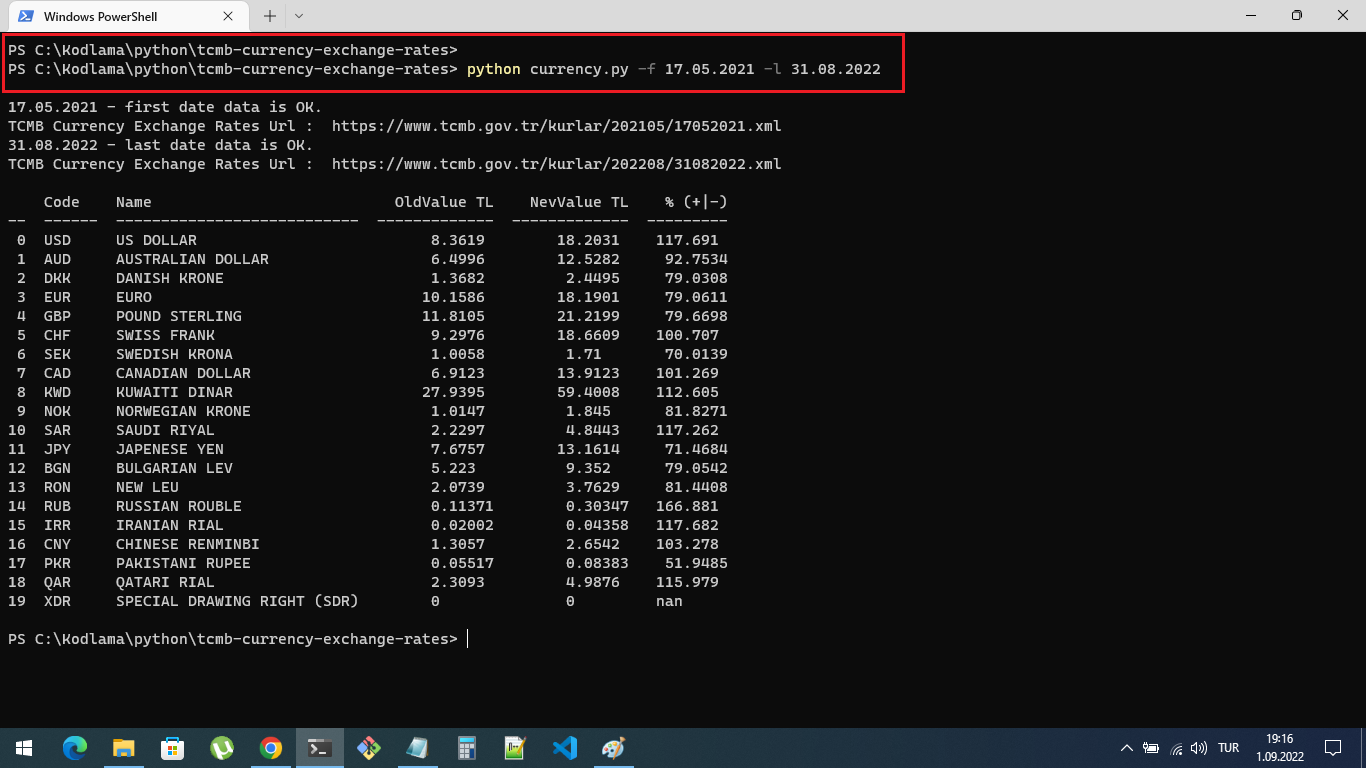 Windows PowerShell
PS C:\Kodlama\python\tcmb-currency-exchange-rates>
PS C:\Kodlama\python\tcmb-currency-exchange-rates> python currency.py -f 17.05.2021 -l 31.08.2022
17.05.2021 - first date data is OK.
TCMB Currency Exchange Rates Url :  https://www.tcmb.gov.tr/kurlar/202105/17052021.xml
31.08.2022 - last date data is OK.
TCMB Currency Exchange Rates Url :  https://www.tcmb.gov.tr/kurlar/202208/31082022.xml
    Code    Name                           OldValue TL    NevValue TL    % (+|-)
--  ------  ---------------------------  -------------  -------------  ---------
 0  USD     US DOLLAR                          8.3619        18.2031    117.691
 1  AUD     AUSTRALIAN DOLLAR                  6.4996        12.5282     92.7534
 2  DKK     DANISH KRONE                       1.3682         2.4495     79.0308
 3  EUR     EURO                              10.1586        18.1901     79.0611
 4  GBP     POUND STERLING                    11.8105        21.2199     79.6698
 5  CHF     SWISS FRANK                        9.2976        18.6609    100.707
 6  SEK     SWEDISH KRONA                      1.0058         1.71       70.0139
 7  CAD     CANADIAN DOLLAR                    6.9123        13.9123    101.269
 8  KWD     KUWAITI DINAR                     27.9395        59.4008    112.605
 9  NOK     NORWEGIAN KRONE                    1.0147         1.845      81.8271
10  SAR     SAUDI RIYAL                        2.2297         4.8443    117.262
11  JPY     JAPENESE YEN                       7.6757        13.1614     71.4684
12  BGN     BULGARIAN LEV                      5.223          9.352      79.0542
13  RON     NEW LEU                            2.0739         3.7629     81.4408
14  RUB     RUSSIAN ROUBLE                     0.11371        0.30347   166.881
15  IRR     IRANIAN RIAL                       0.02002        0.04358   117.682
16  CNY     CHINESE RENMINBI                   1.3057         2.6542    103.278
17  PKR     PAKISTANI RUPEE                    0.05517        0.08383    51.9485
18  QAR     QATARI RIAL                        2.3093         4.9876    115.979
19  XDR     SPECIAL DRAWING RIGHT (SDR)        0              0         nan
PS C:\Kodlama\python\tcmb-currency-exchange-rates>
TUR
19:16
1.09.2022